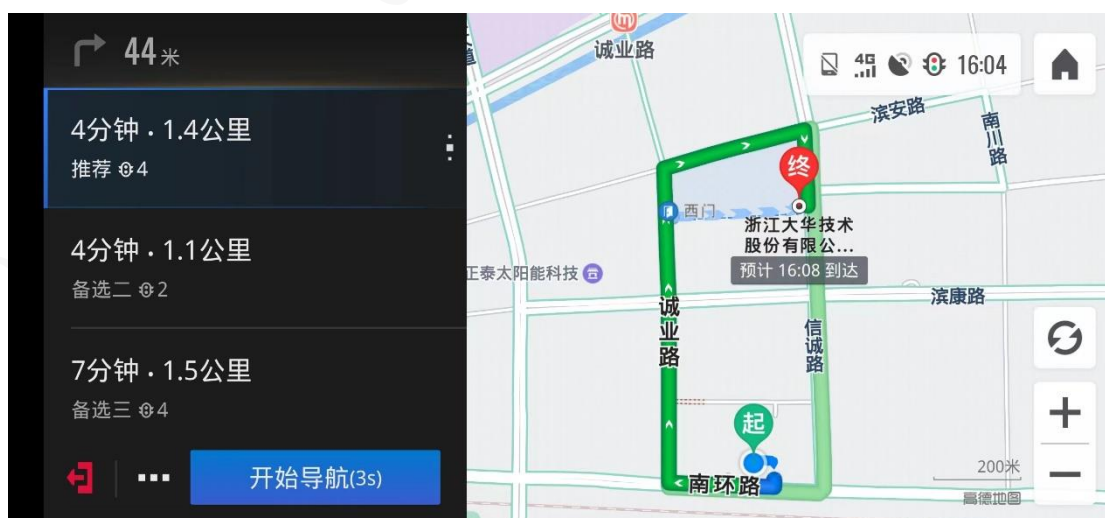 44米
4分钟·1.4公里
推荐 4
4分钟·1.1公里
备选二 2
7分钟·1.5公里
备选三 4
开始导航(3s)
诚业路
4G
16:04
滨安路
南川路
终
西门
浙江大华技术
股份有限公...
预计 16:08 到达
正泰太阳能科技
滨康路
诚业路
信诚路
起
南环路
200米
高德地图